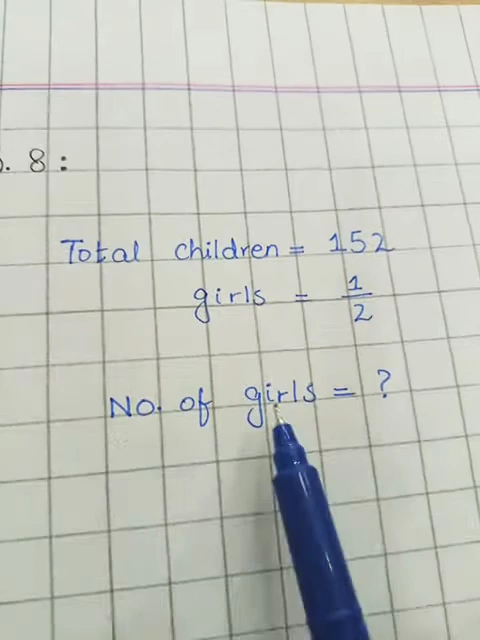 . 8 :
Total children = 152
girls = 1/2
No. of girls = ?